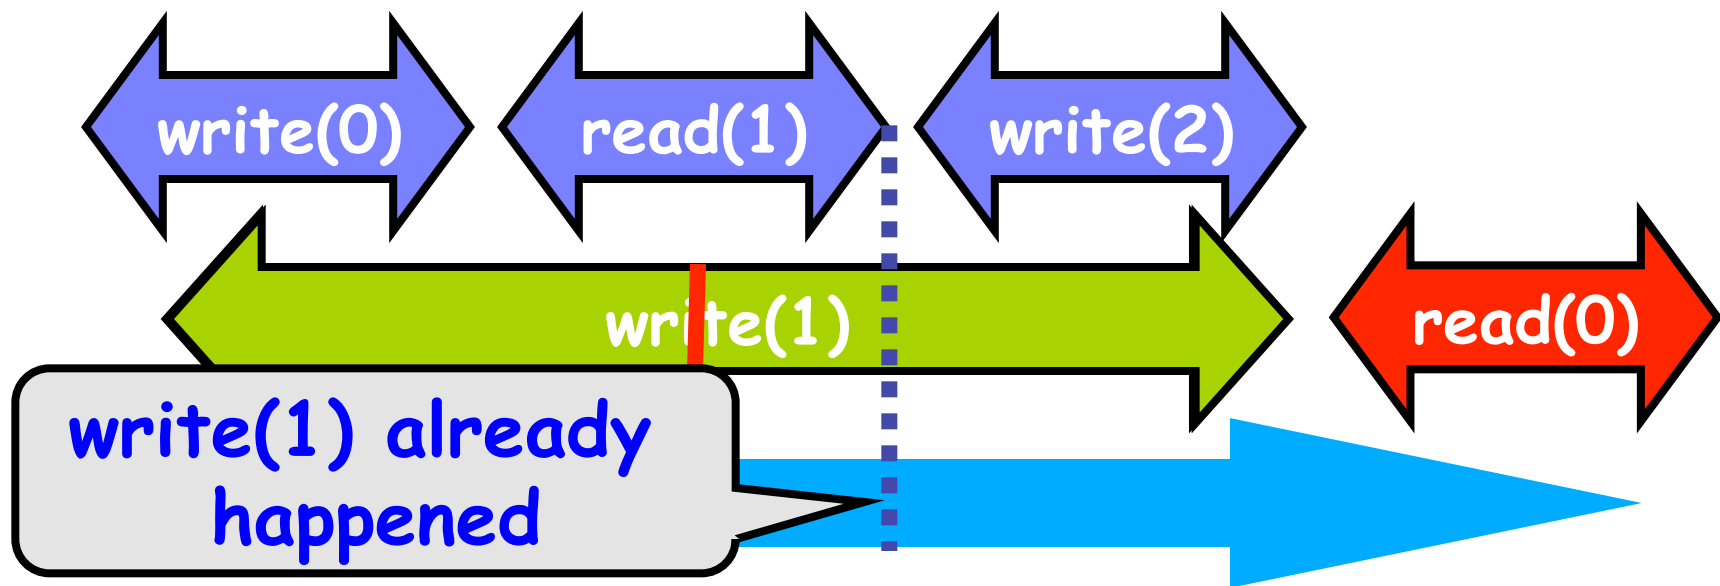 write(0)
read(1)
write(2)
write(1)
read(0)
write(1) already
happened